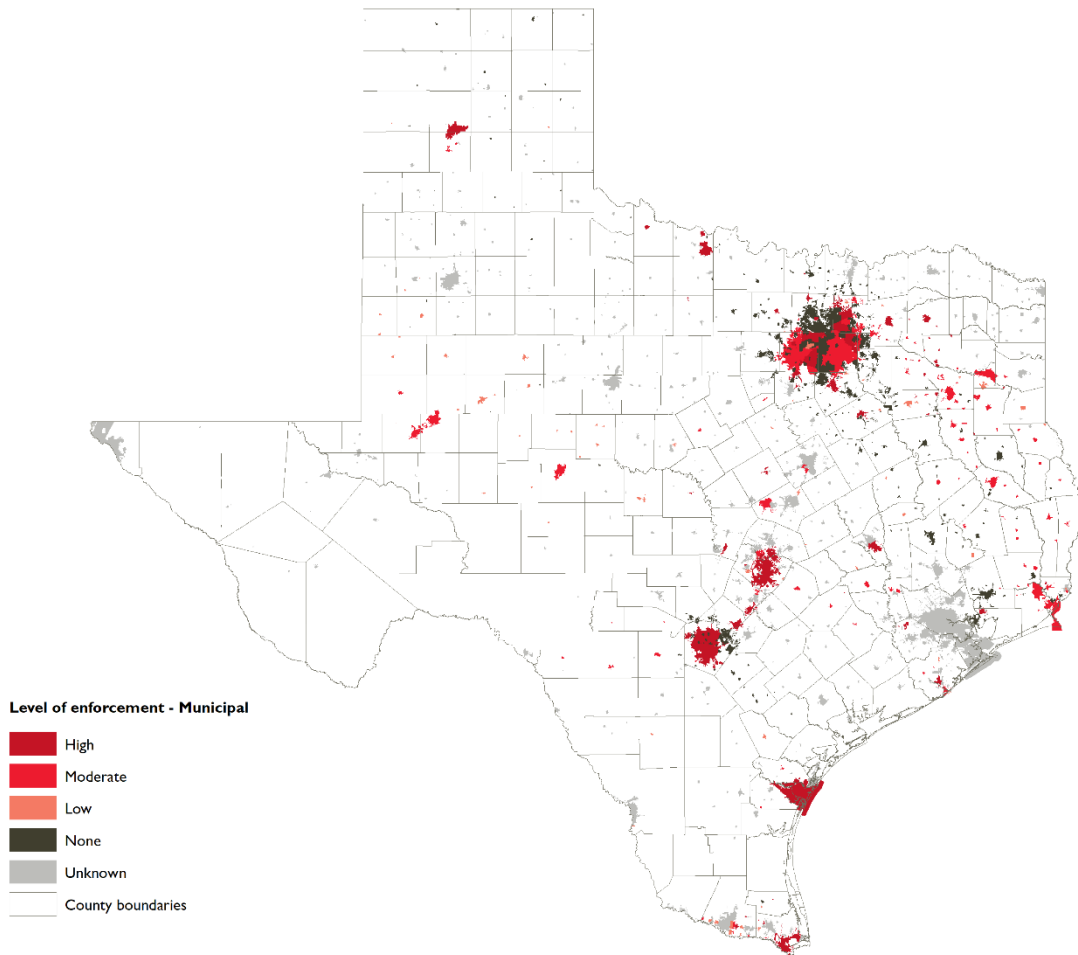 Level of enforcement - Municipal
High
Moderate
Low
None
Unknown
County boundaries